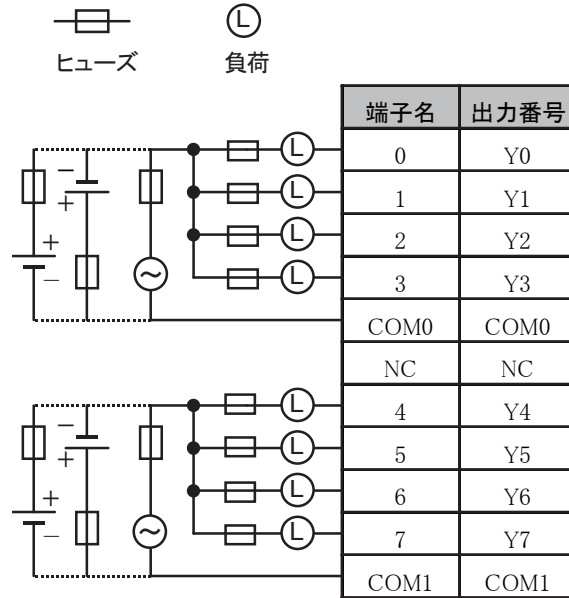 L
ヒューズ 負荷
端子名 出力番号
0 Y0
1 Y1
2 Y2
3 Y3
COM0 COM0
NC NC
4 Y4
5 Y5
6 Y6
7 Y7
COM1 COM1
− + + −
L
L
L
L
− + + −
L
L
L
L